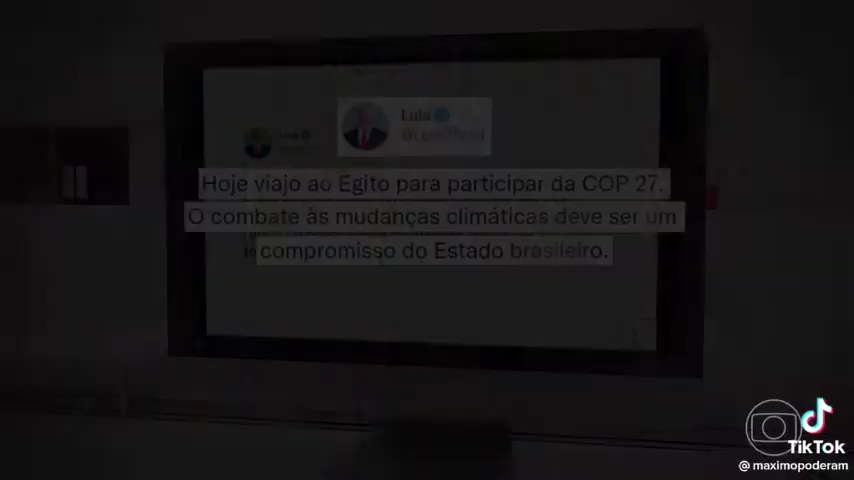 Lula
Hoje viajo ao Egito para participar da COP 27.
O combate às mudanças climáticas deve ser um
compromisso do Estado brasileiro.
TikTok
@maximopoderam